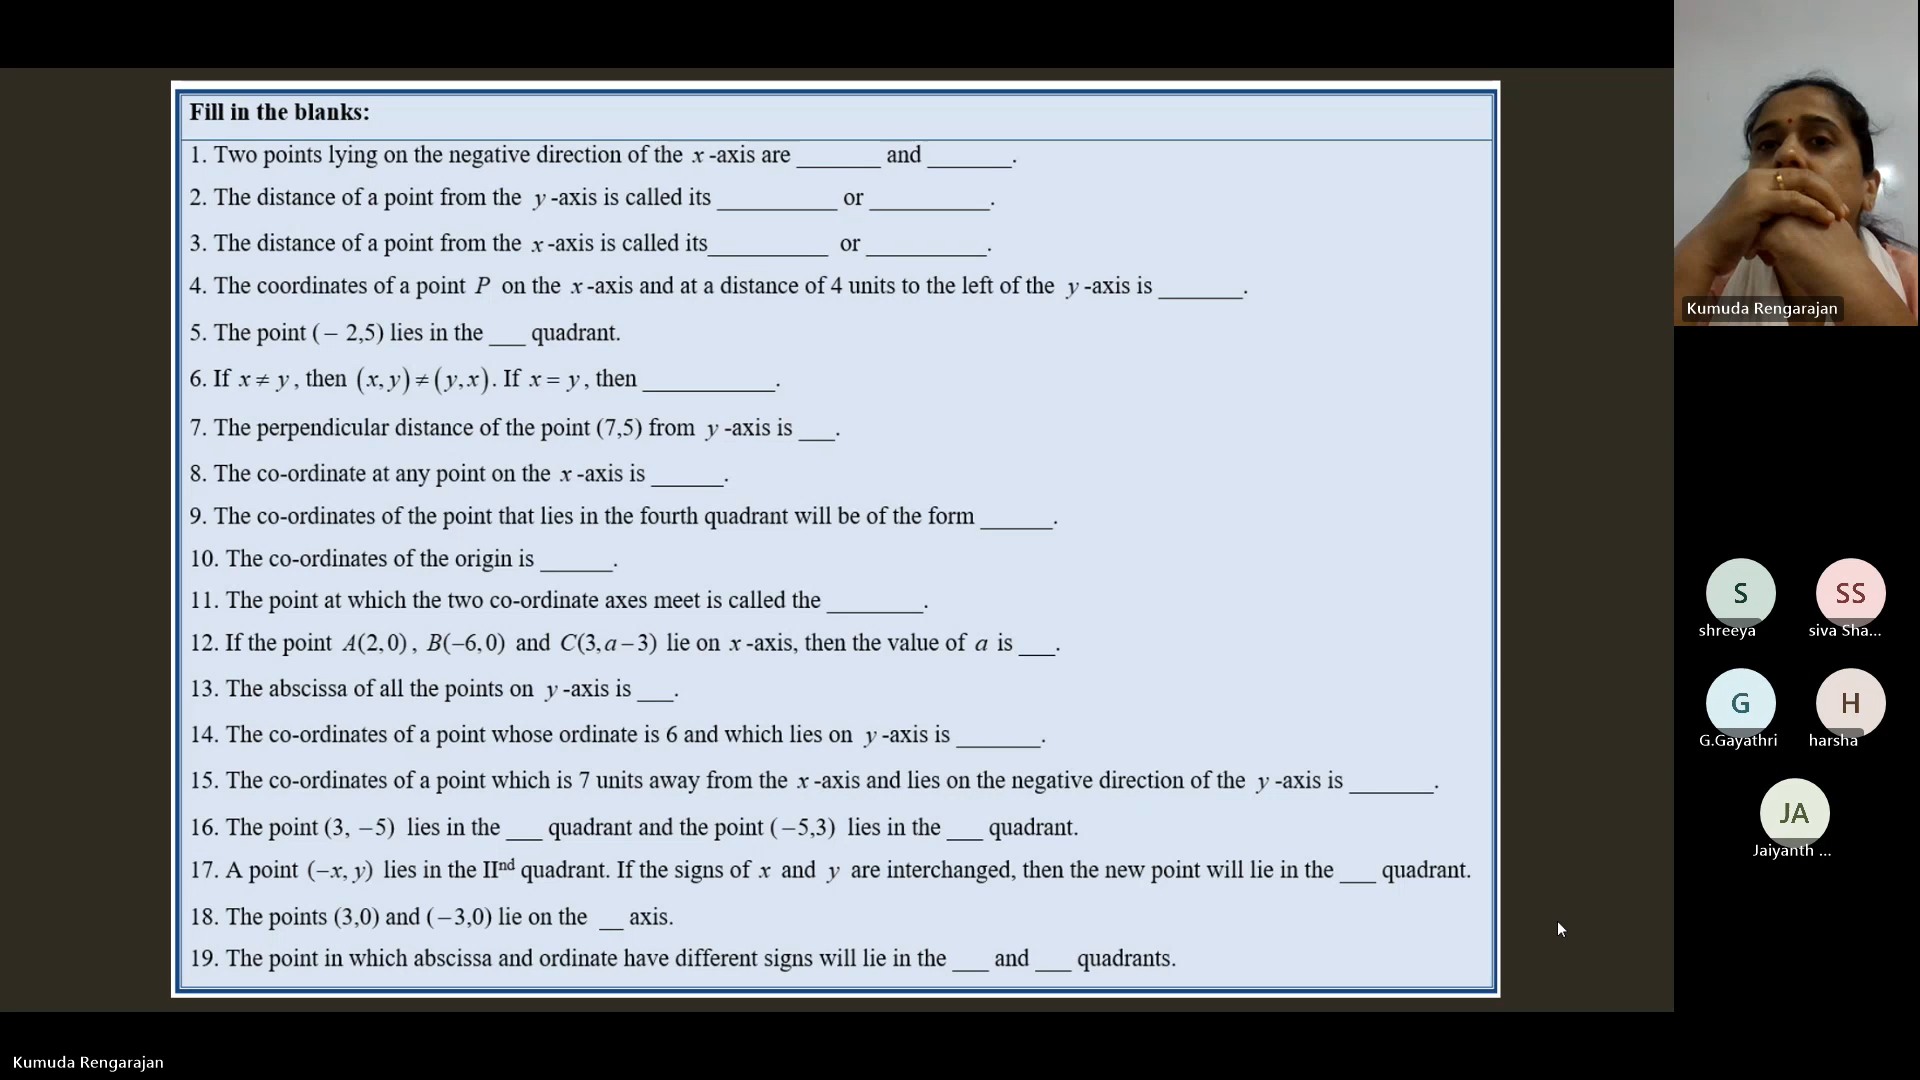 Fill in the blanks:
1. Two points lying on the negative direction of the x-axis are _______ and _______.
2. The distance of a point from the y-axis is called its __________ or __________.
3. The distance of a point from the x-axis is called its__________ or __________.
4. The coordinates of a point P on the x-axis and at a distance of 4 units to the left of the y-axis is _______.
5. The point (− 2,5) lies in the ___ quadrant.
6. If x ≠ y, then (x, y) ≠ (y, x). If x = y, then ___________.
7. The perpendicular distance of the point (7,5) from y-axis is ___.
8. The co-ordinate at any point on the x-axis is ______.
9. The co-ordinates of the point that lies in the fourth quadrant will be of the form ______.
10. The co-ordinates of the origin is ______.
11. The point at which the two co-ordinate axes meet is called the ________.
12. If the point A(2,0), B(−6,0) and C(3,a−3) lie on x-axis, then the value of a is ___.
13. The abscissa of all the points on y-axis is ___.
14. The co-ordinates of a point whose ordinate is 6 and which lies on y-axis is _______.
15. The co-ordinates of a point which is 7 units away from the x-axis and lies on the negative direction of the y-axis is _______.
16. The point (3, −5) lies in the ___ quadrant and the point (−5,3) lies in the ___ quadrant.
17. A point (−x, y) lies in the IInd quadrant. If the signs of x and y are interchanged, then the new point will lie in the ___ quadrant.
18. The points (3,0) and (−3,0) lie on the __ axis.
19. The point in which abscissa and ordinate have different signs will lie in the ___ and ___ quadrants.
Kumuda Rengarajan
S SS
shreeya siva Sha...
G H
G.Gayathri harsha
JA
Jaiyanth ...
Kumuda Rengarajan